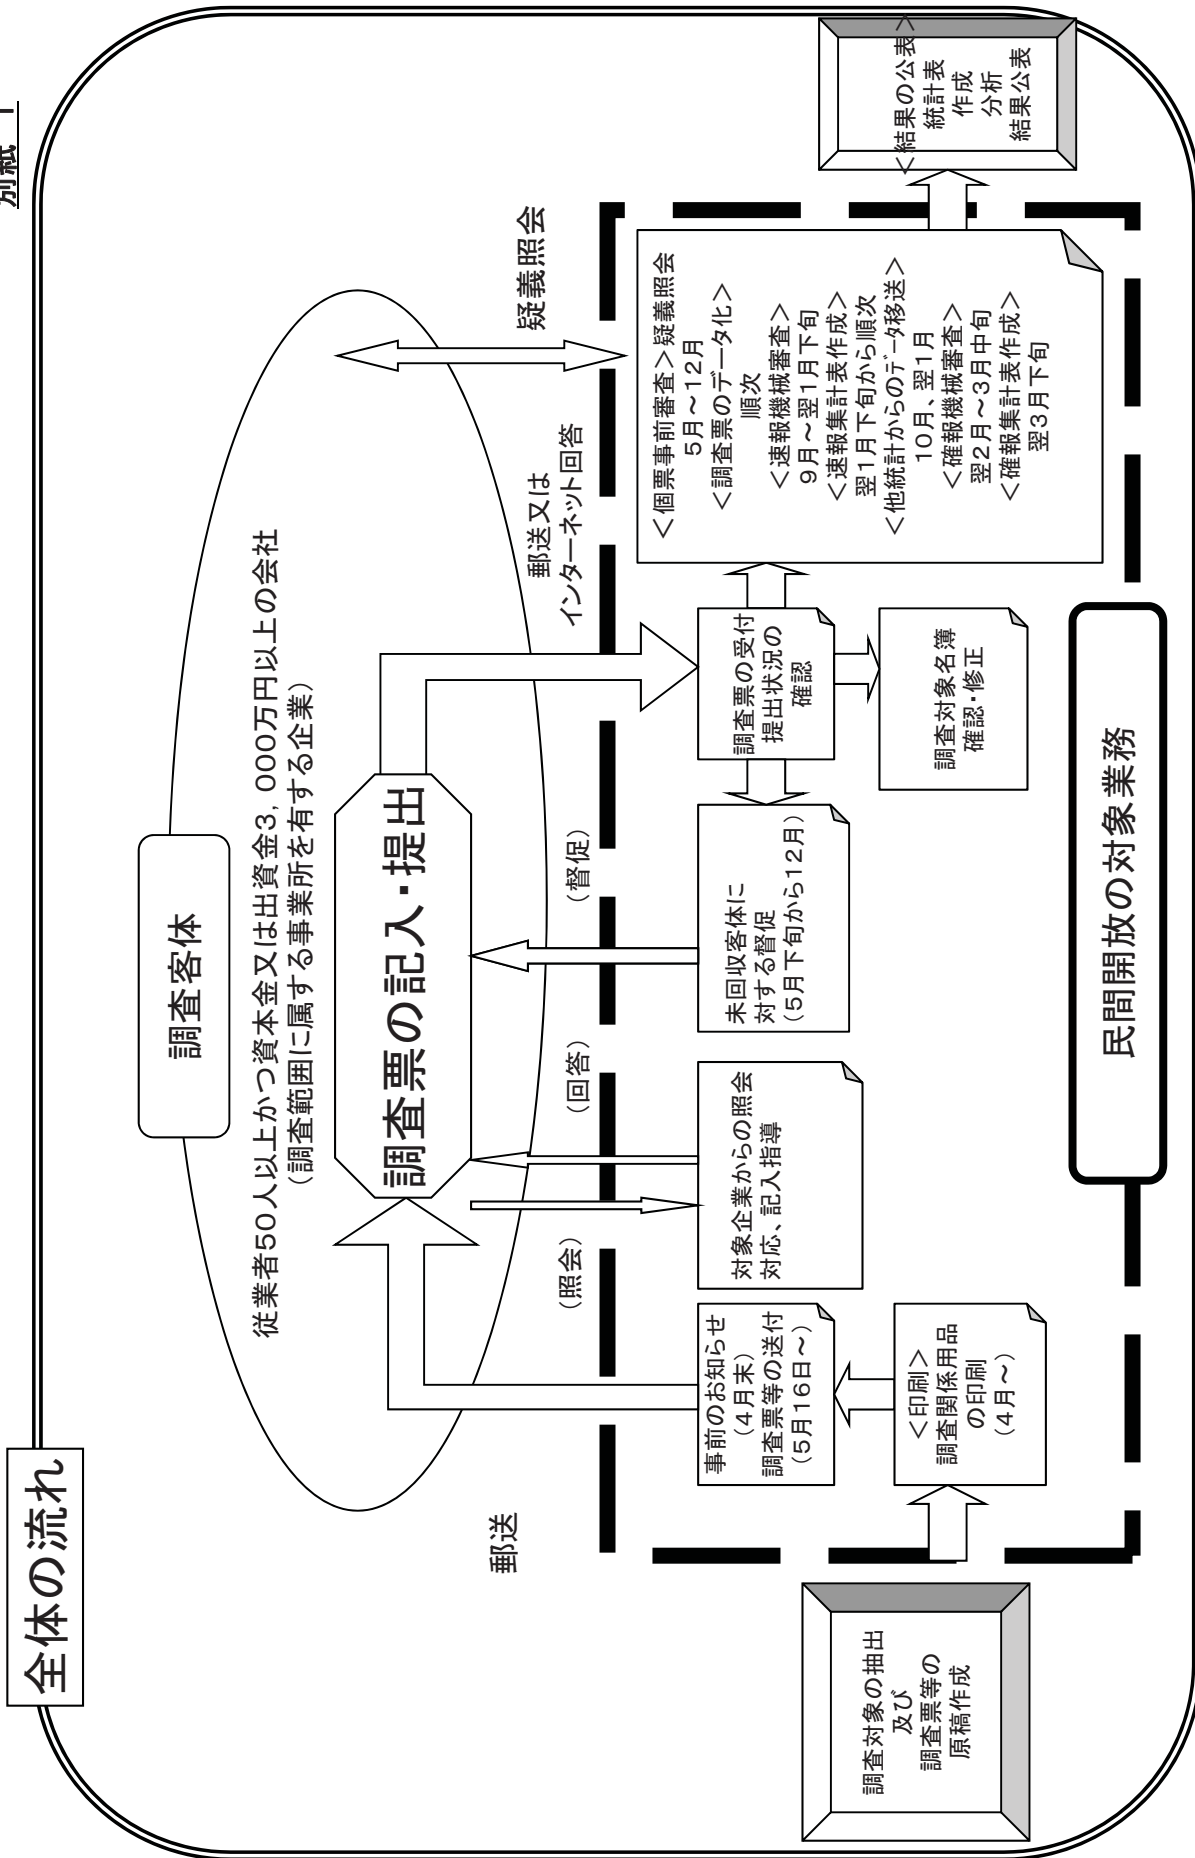 別紙 1
全体の流れ
調査客体
従業者50人以上かつ資本金又は出資金3,000万円以上の会社
（調査範囲に属する事業所を有する企業）
調査票の記入・提出
郵送
（照会）
（回答）
（督促）
郵送又は
インターネット回答
疑義照会
調査対象の抽出
及び
調査票等の
原稿作成
＜印刷＞
調査関係用品
の印刷
（4月～）
事前のお知らせ
（4月末）
調査票等の送付
（5月16日～）
対象企業からの照会
対応、記入指導
未回収客体に
対する督促
（5月下旬から12月）
調査票の受付
提出状況の
確認
調査対象名簿
確認・修正
＜個票事前審査＞疑義照会
5月～12月
＜調査票のデータ化＞
順次
＜速報機械審査＞
9月～翌1月下旬
＜速報集計表作成＞
翌1月下旬から順次
＜他統計からのデータ移送＞
10月、翌1月
＜確報機械審査＞
翌2月～3月中旬
＜確報集計表作成＞
翌3月下旬
＜結果の公表＞
統計表
作成
分析
結果公表
民間開放の対象業務